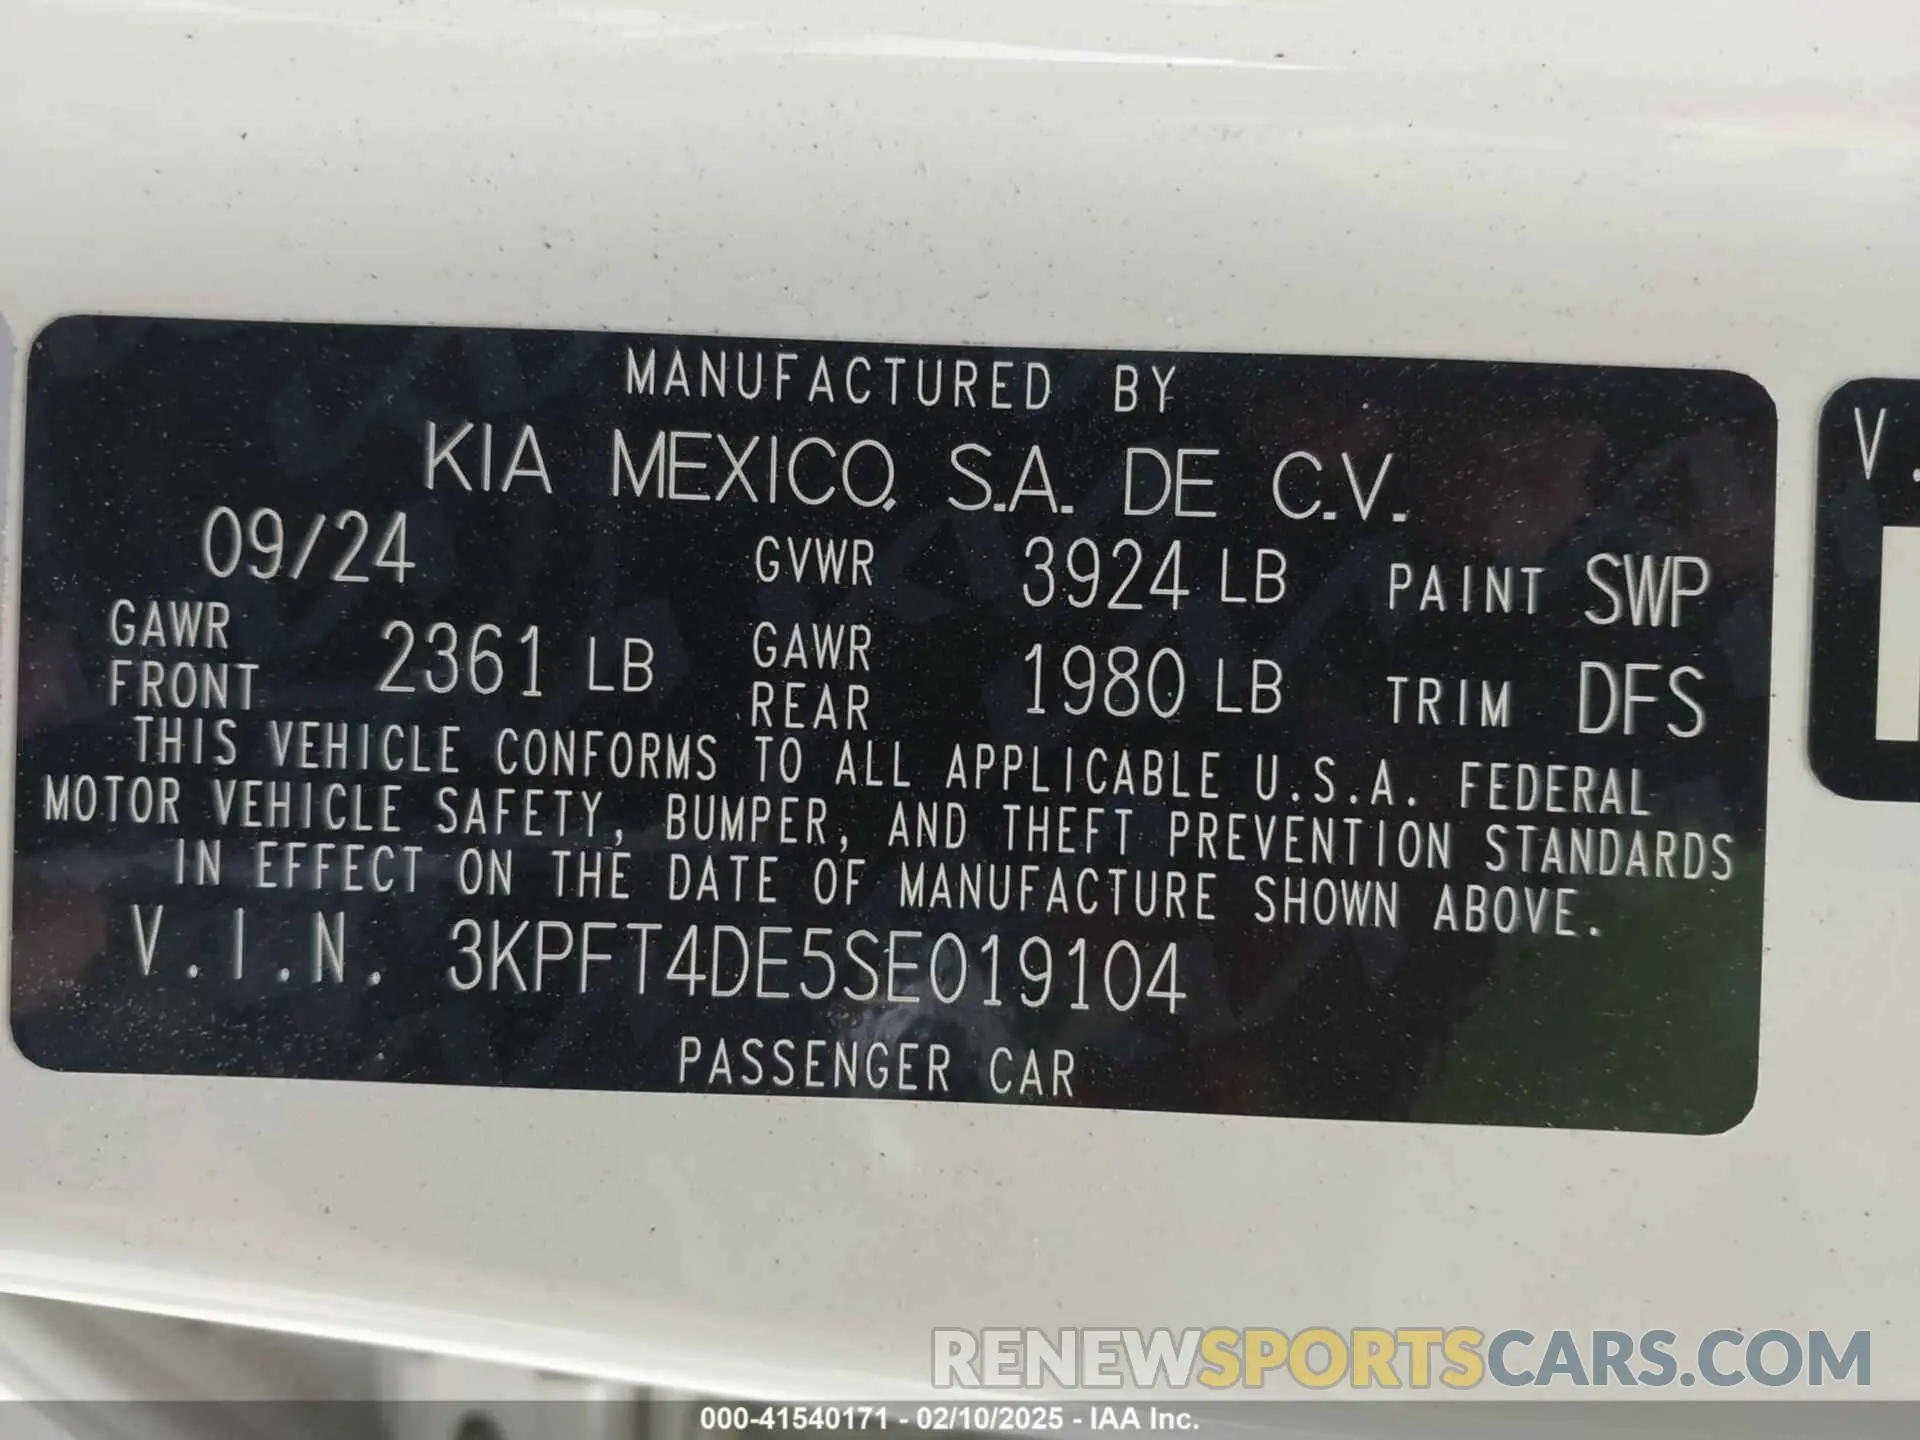 MANUFACTURED BY
KIA MEXICO, S.A. DE C.V.
09/24 GVWR 3924 LB PAINT SWP
GAWR FRONT 2361 LB GAWR REAR 1980 LB TRIM DFS
THIS VEHICLE CONFORMS TO ALL APPLICABLE U.S.A. FEDERAL
MOTOR VEHICLE SAFETY, BUMPER, AND THEFT PREVENTION STANDARDS
IN EFFECT ON THE DATE OF MANUFACTURE SHOWN ABOVE.
V.I.N. 3KPFT4DE5SE019104
PASSENGER CAR
V.
RENEWSPORTSCARS.COM
000-41540171 - 02/10/2025 - IAA Inc.